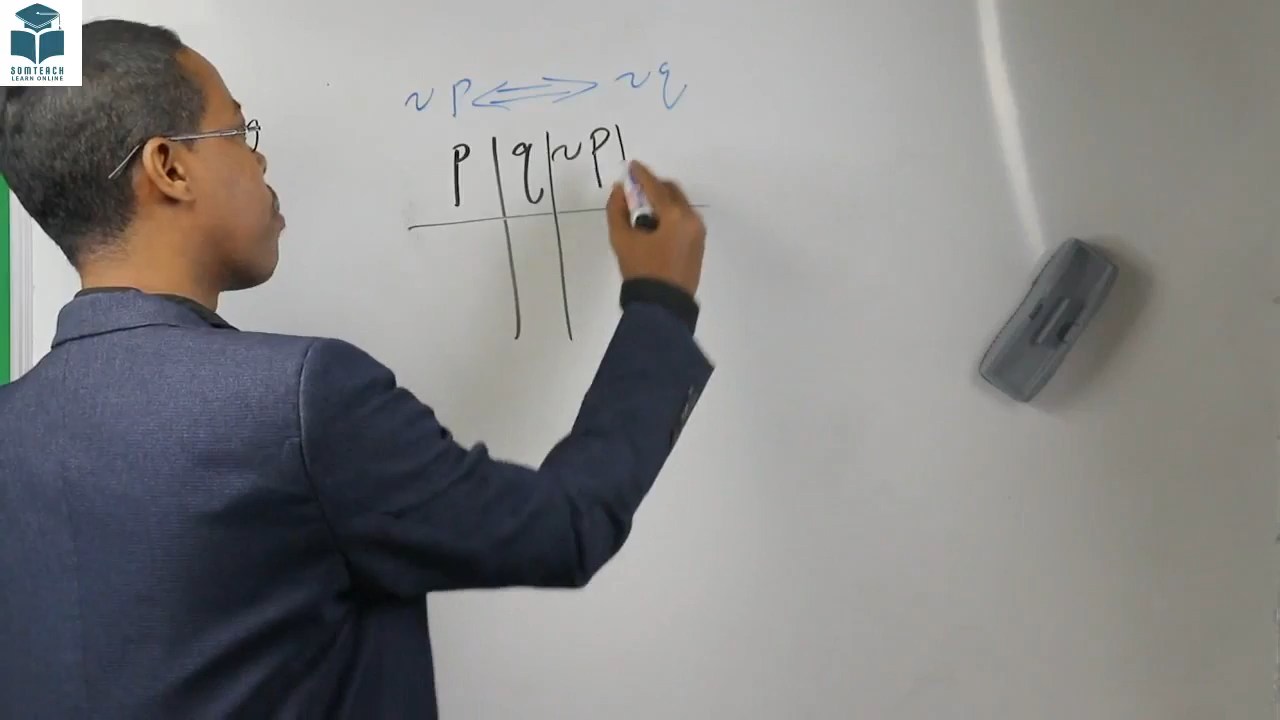 SOMTEACH
LEARN ONLINE
~p ⟺ ~q
p | q | ~p |